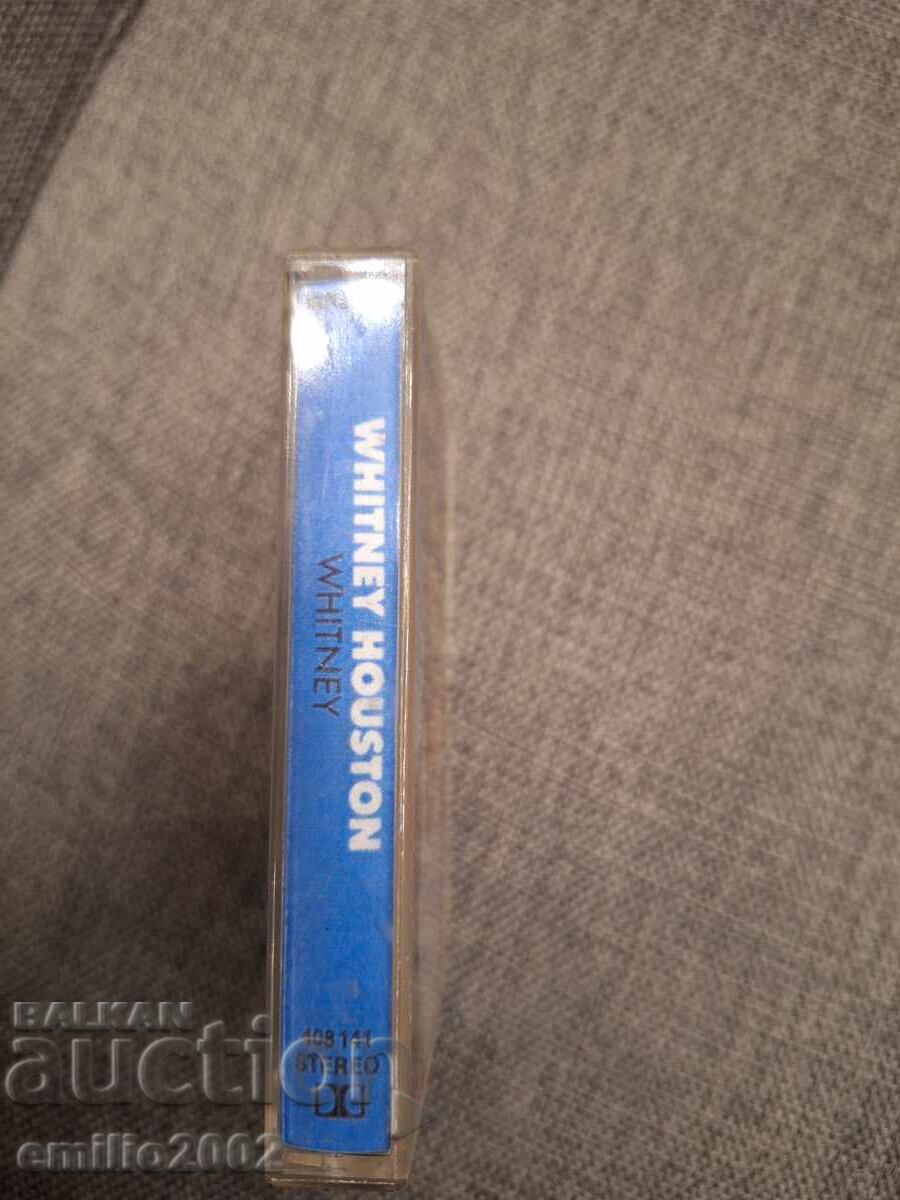 WHITNEY HOUSTON
WHITNEY
408 141
STEREO
BALKAN
auction
emilio2002